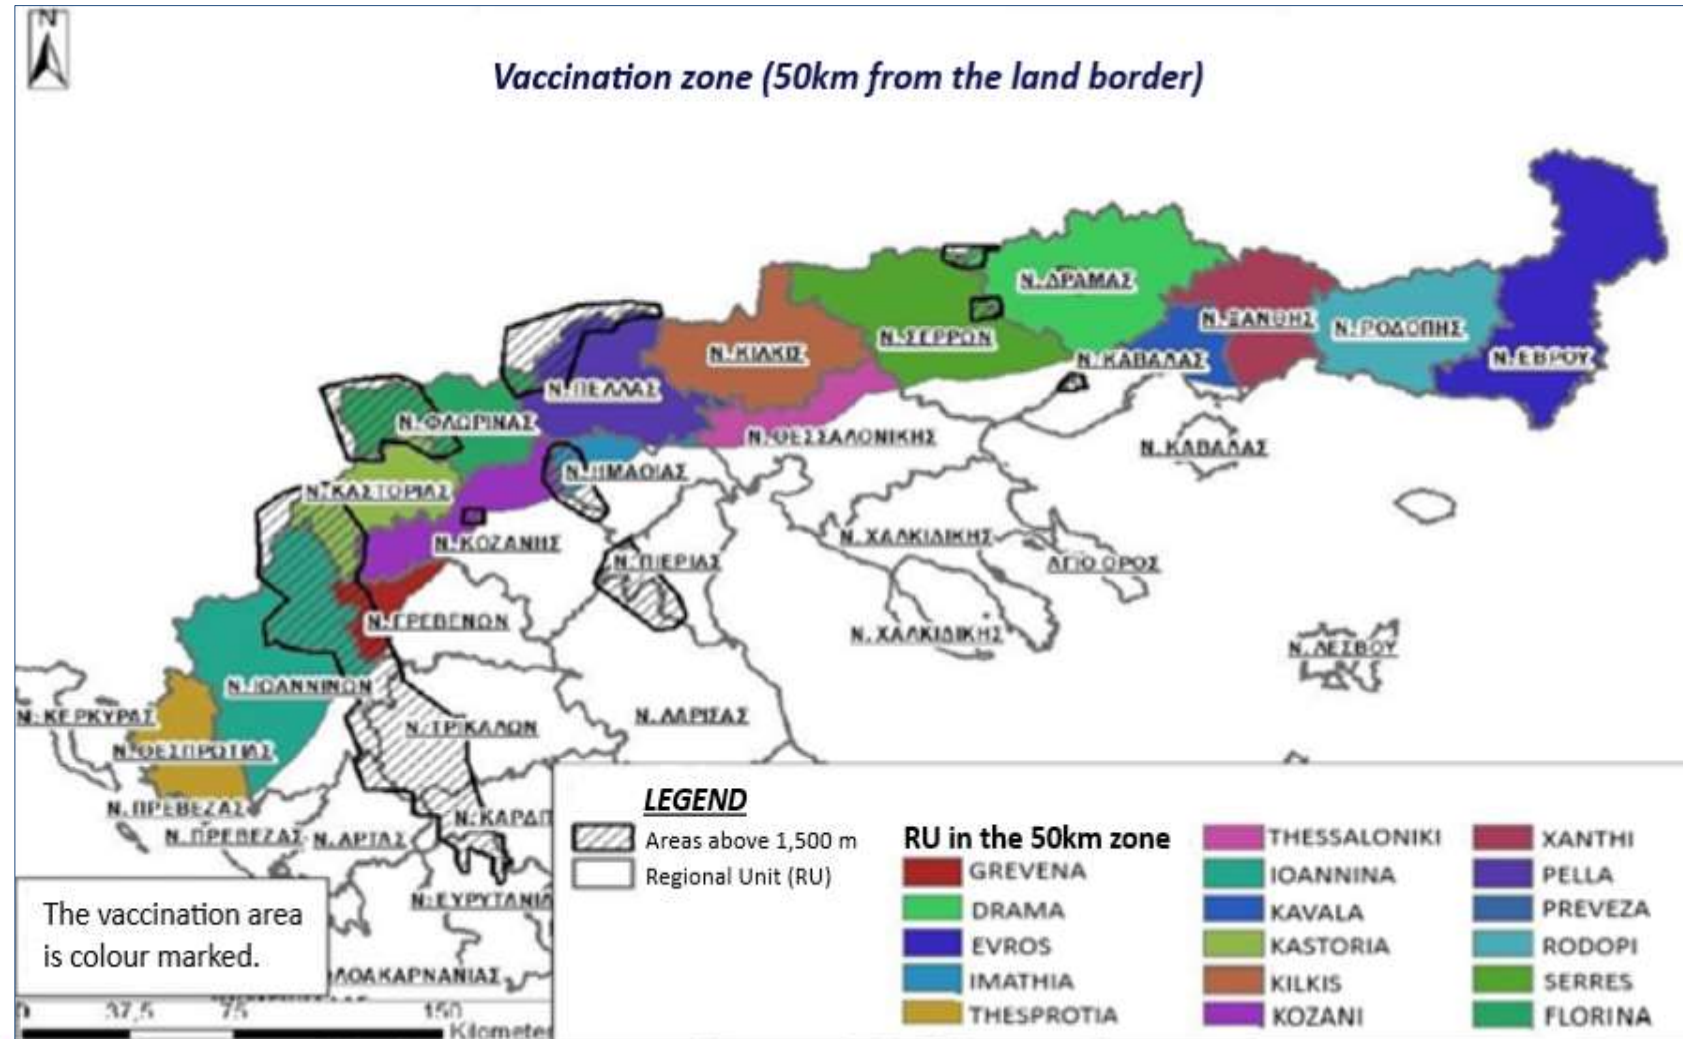 N
Vaccination zone (50km from the land border)
Ν. ΔΡΑΜΑΣ
Ν. ΞΑΝΘΗΣ
Ν. ΡΟΔΟΠΗΣ
Ν. ΣΕΡΡΩΝ
Ν. ΚΙΛΚΙΣ
Ν. ΚΑΒΑΛΑΣ
Ν. ΕΒΡΟΥ
Ν. ΠΕΛΛΑΣ
Ν. ΦΛΩΡΙΝΑΣ
Ν. ΘΕΣΣΑΛΟΝΙΚΗΣ
Ν. ΚΑΒΑΛΑΣ
Ν. ΗΜΑΘΙΑΣ
Ν. ΚΑΣΤΟΡΙΑΣ
Ν. ΚΟΖΑΝΗΣ
Ν. ΧΑΛΚΙΔΙΚΗΣ
Ν. ΠΙΕΡΙΑΣ
ΑΓΙΟ ΟΡΟΣ
Ν. ΓΡΕΒΕΝΩΝ
Ν. ΧΑΛΚΙΔΙΚΗΣ
Ν. ΛΕΣΒΟΥ
Ν. ΙΩΑΝΝΙΝΩΝ
Ν. ΚΕΡΚΥΡΑΣ
Ν. ΤΡΙΚΑΛΩΝ
Ν. ΛΑΡΙΣΑΣ
Ν. ΘΕΣΠΡΩΤΙΑΣ
Ν. ΠΡΕΒΕΖΑΣ
Ν. ΚΑΡΔΙΤ
Ν. ΠΡΕΒΕΖΑΣ
Ν. ΑΡΤΑΣ
Ν. ΕΥΡΥΤΑΝΙΑ
ΛΟΑΚΑΡΝΑΝΙΑΣ
The vaccination area
is colour marked.
37,5 75 150
Kilometer
LEGEND
Areas above 1,500 m
Regional Unit (RU)
RU in the 50km zone
GREVENA
DRAMA
EVROS
IMATHIA
THESPROTIA
THESSALONIKI
IOANNINA
KAVALA
KASTORIA
KILKIS
KOZANI
XANTHI
PELLA
PREVEZA
RODOPI
SERRES
FLORINA